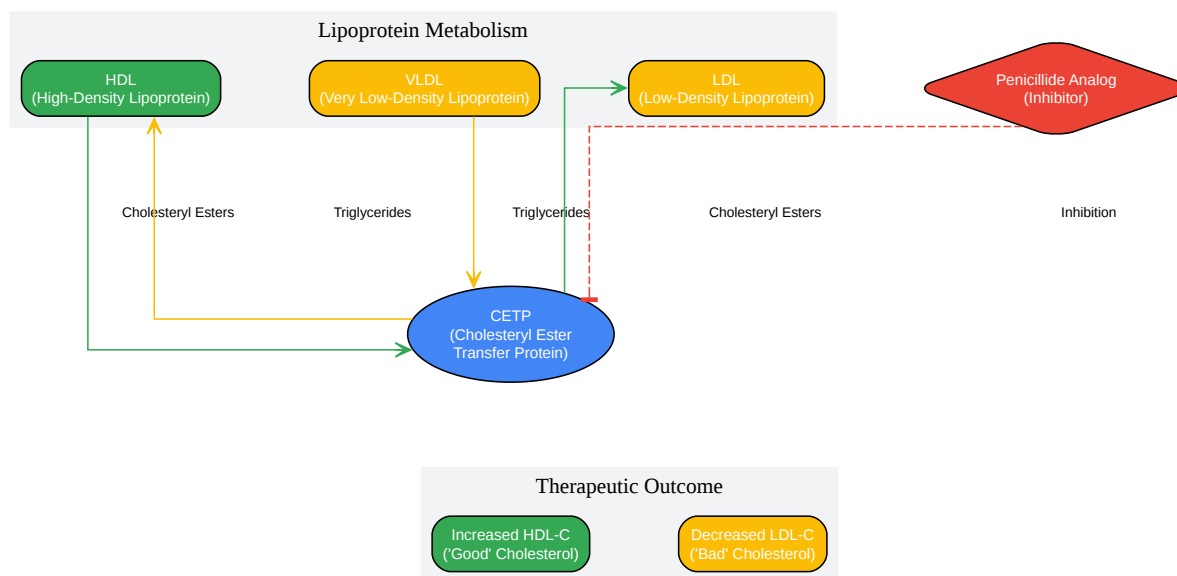 Lipoprotein Metabolism
HDL
(High-Density Lipoprotein)
VLDL
(Very Low-Density Lipoprotein)
LDL
(Low-Density Lipoprotein)
Penicillide Analog
(Inhibitor)
Cholesteryl Esters
Triglycerides
Triglycerides
Cholesteryl Esters
Inhibition
CETP
(Cholesteryl Ester
Transfer Protein)
Therapeutic Outcome
Increased HDL-C
('Good' Cholesterol)
Decreased LDL-C
('Bad' Cholesterol)